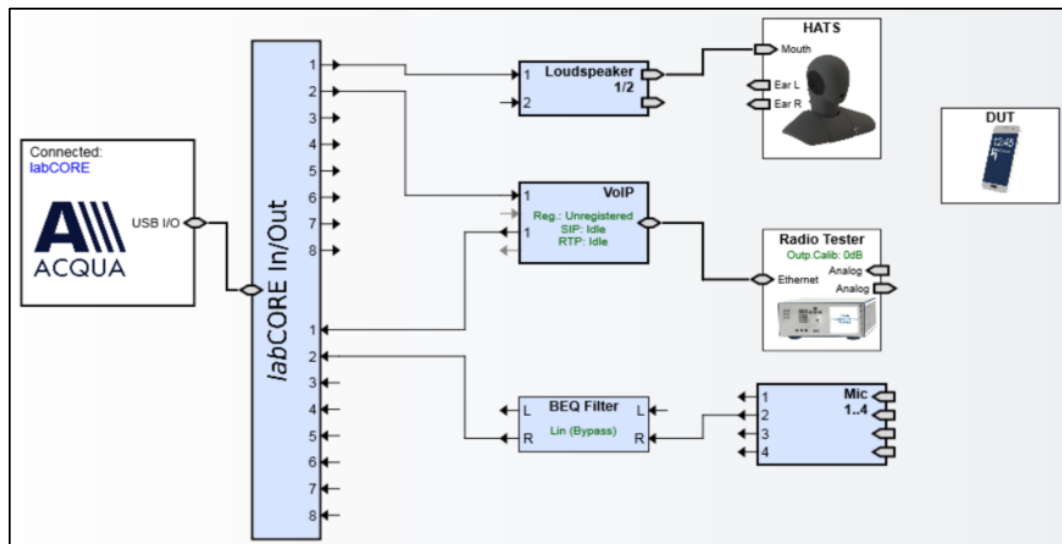 Connected:
labCORE
USB I/O
ACQUA
labCORE In/Out
1
2
3
4
5
6
7
8
1
2
3
4
5
6
7
8
Loudspeaker
1/2
1
2
HATS
Mouth
Ear L
Ear R
DUT
12:45
VoIP
1
Reg.: Unregistered
SIP: Idle
1
RTP: Idle
Radio Tester
Outp.Calib: 0dB
Analog
Ethernet
Analog
BEQ Filter
L
L
Lin (Bypass)
R
R
Mic
1..4
1
2
3
4